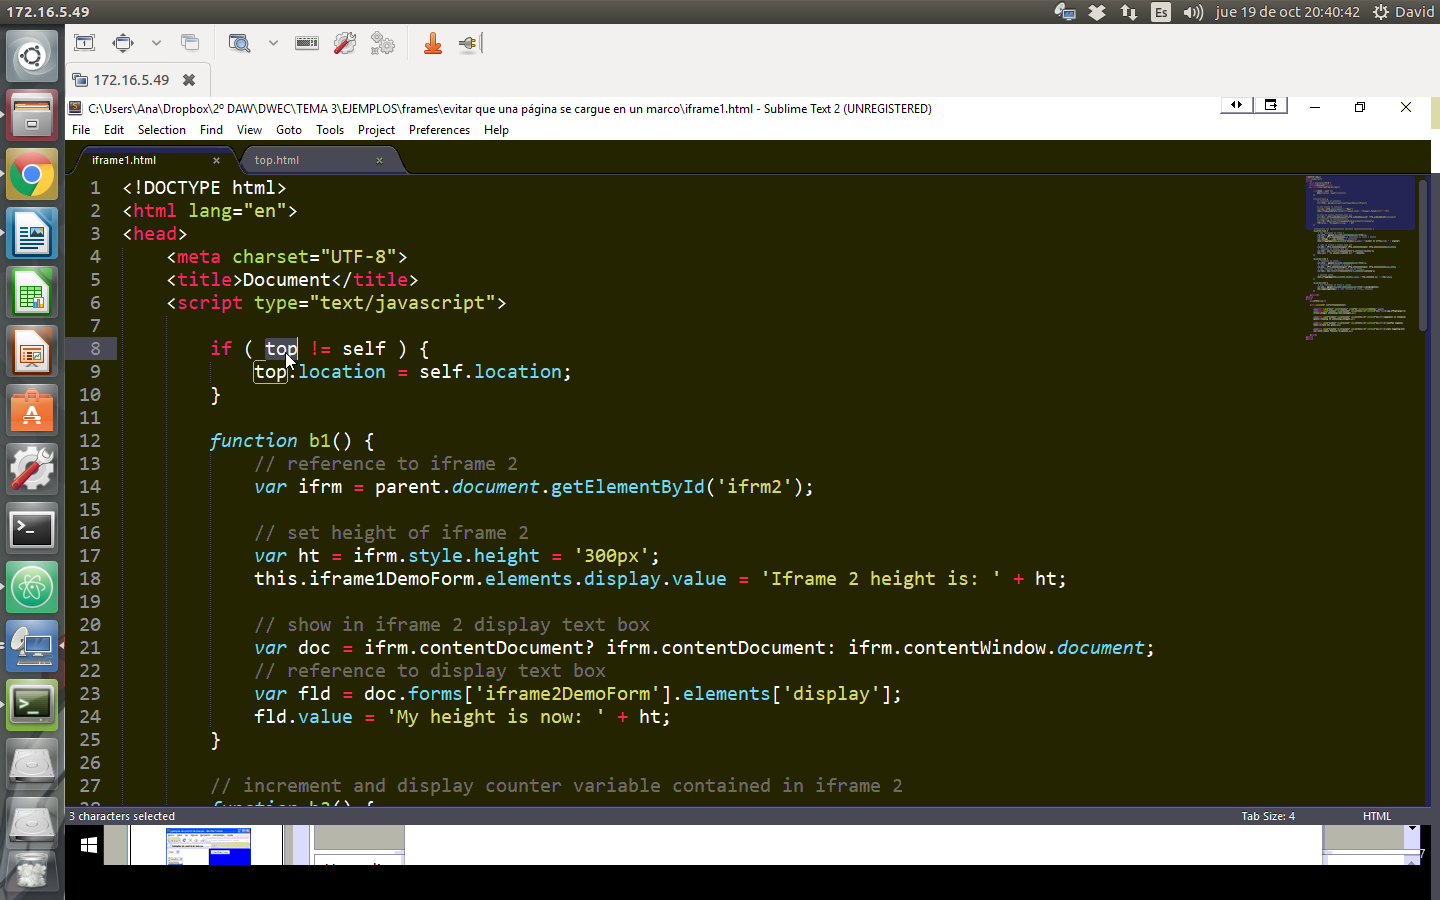 172.16.5.49
Es
jue 19 de oct 20:40:42
David
172.16.5.49
C:\Users\Ana\Dropbox\2º DAW\DWEC\TEMA 3\EJEMPLOS\frames\evitar que una página se cargue en un marco\iframe1.html - Sublime Text 2 (UNREGISTERED)
File Edit Selection Find View Goto Tools Project Preferences Help
iframe1.html
top.html
1 <!DOCTYPE html>
2 <html lang="en">
3 <head>
4 <meta charset="UTF-8">
5 <title>Document</title>
6 <script type="text/javascript">
7
8 if ( top != self ) {
9 top.location = self.location;
10 }
11
12 function b1() {
13 // reference to iframe 2
14 var ifrm = parent.document.getElementById('ifrm2');
15
16 // set height of iframe 2
17 var ht = ifrm.style.height = '300px';
18 this.iframe1DemoForm.elements.display.value = 'Iframe 2 height is: ' + ht;
19
20 // show in iframe 2 display text box
21 var doc = ifrm.contentDocument? ifrm.contentDocument: ifrm.contentWindow.document;
22 // reference to display text box
23 var fld = doc.forms['iframe2DemoForm'].elements['display'];
24 fld.value = 'My height is now: ' + ht;
25 }
26
27 // increment and display counter variable contained in iframe 2
3 characters selected
Tab Size: 4
HTML